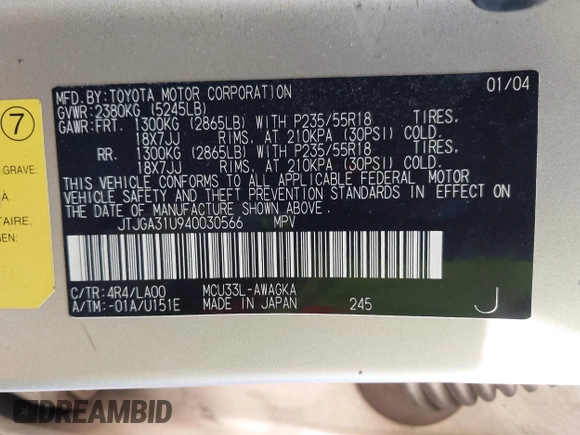 MFD.BY:TOYOTA MOTOR CORPORATION 01/04
GVWR:2380KG (5245LB)
GAWR:FRT. 1300KG (2865LB) WITH P235/55R18 TIRES.
18X7JJ RIMS. AT 210KPA (30PSI) COLD.
RR. 1300KG (2865LB) WITH P235/55R18 TIRES.
18X7JJ RIMS. AT 210KPA (30PSI) COLD.
THIS VEHICLE CONFORMS TO ALL APPLICABLE FEDERAL MOTOR
VEHICLE SAFETY AND THEFT PREVENTION STANDARDS IN EFFECT ON
THE DATE OF MANUFACTURE SHOWN ABOVE.
JTJGA31U940030566 MPV
C/TR:4R4/LA00 MCU33L-AWAGKA
A/TM:-01A/U151E MADE IN JAPAN 245 J
7
GRAVE.
À
TAIRE.
EN:
DREAMBID